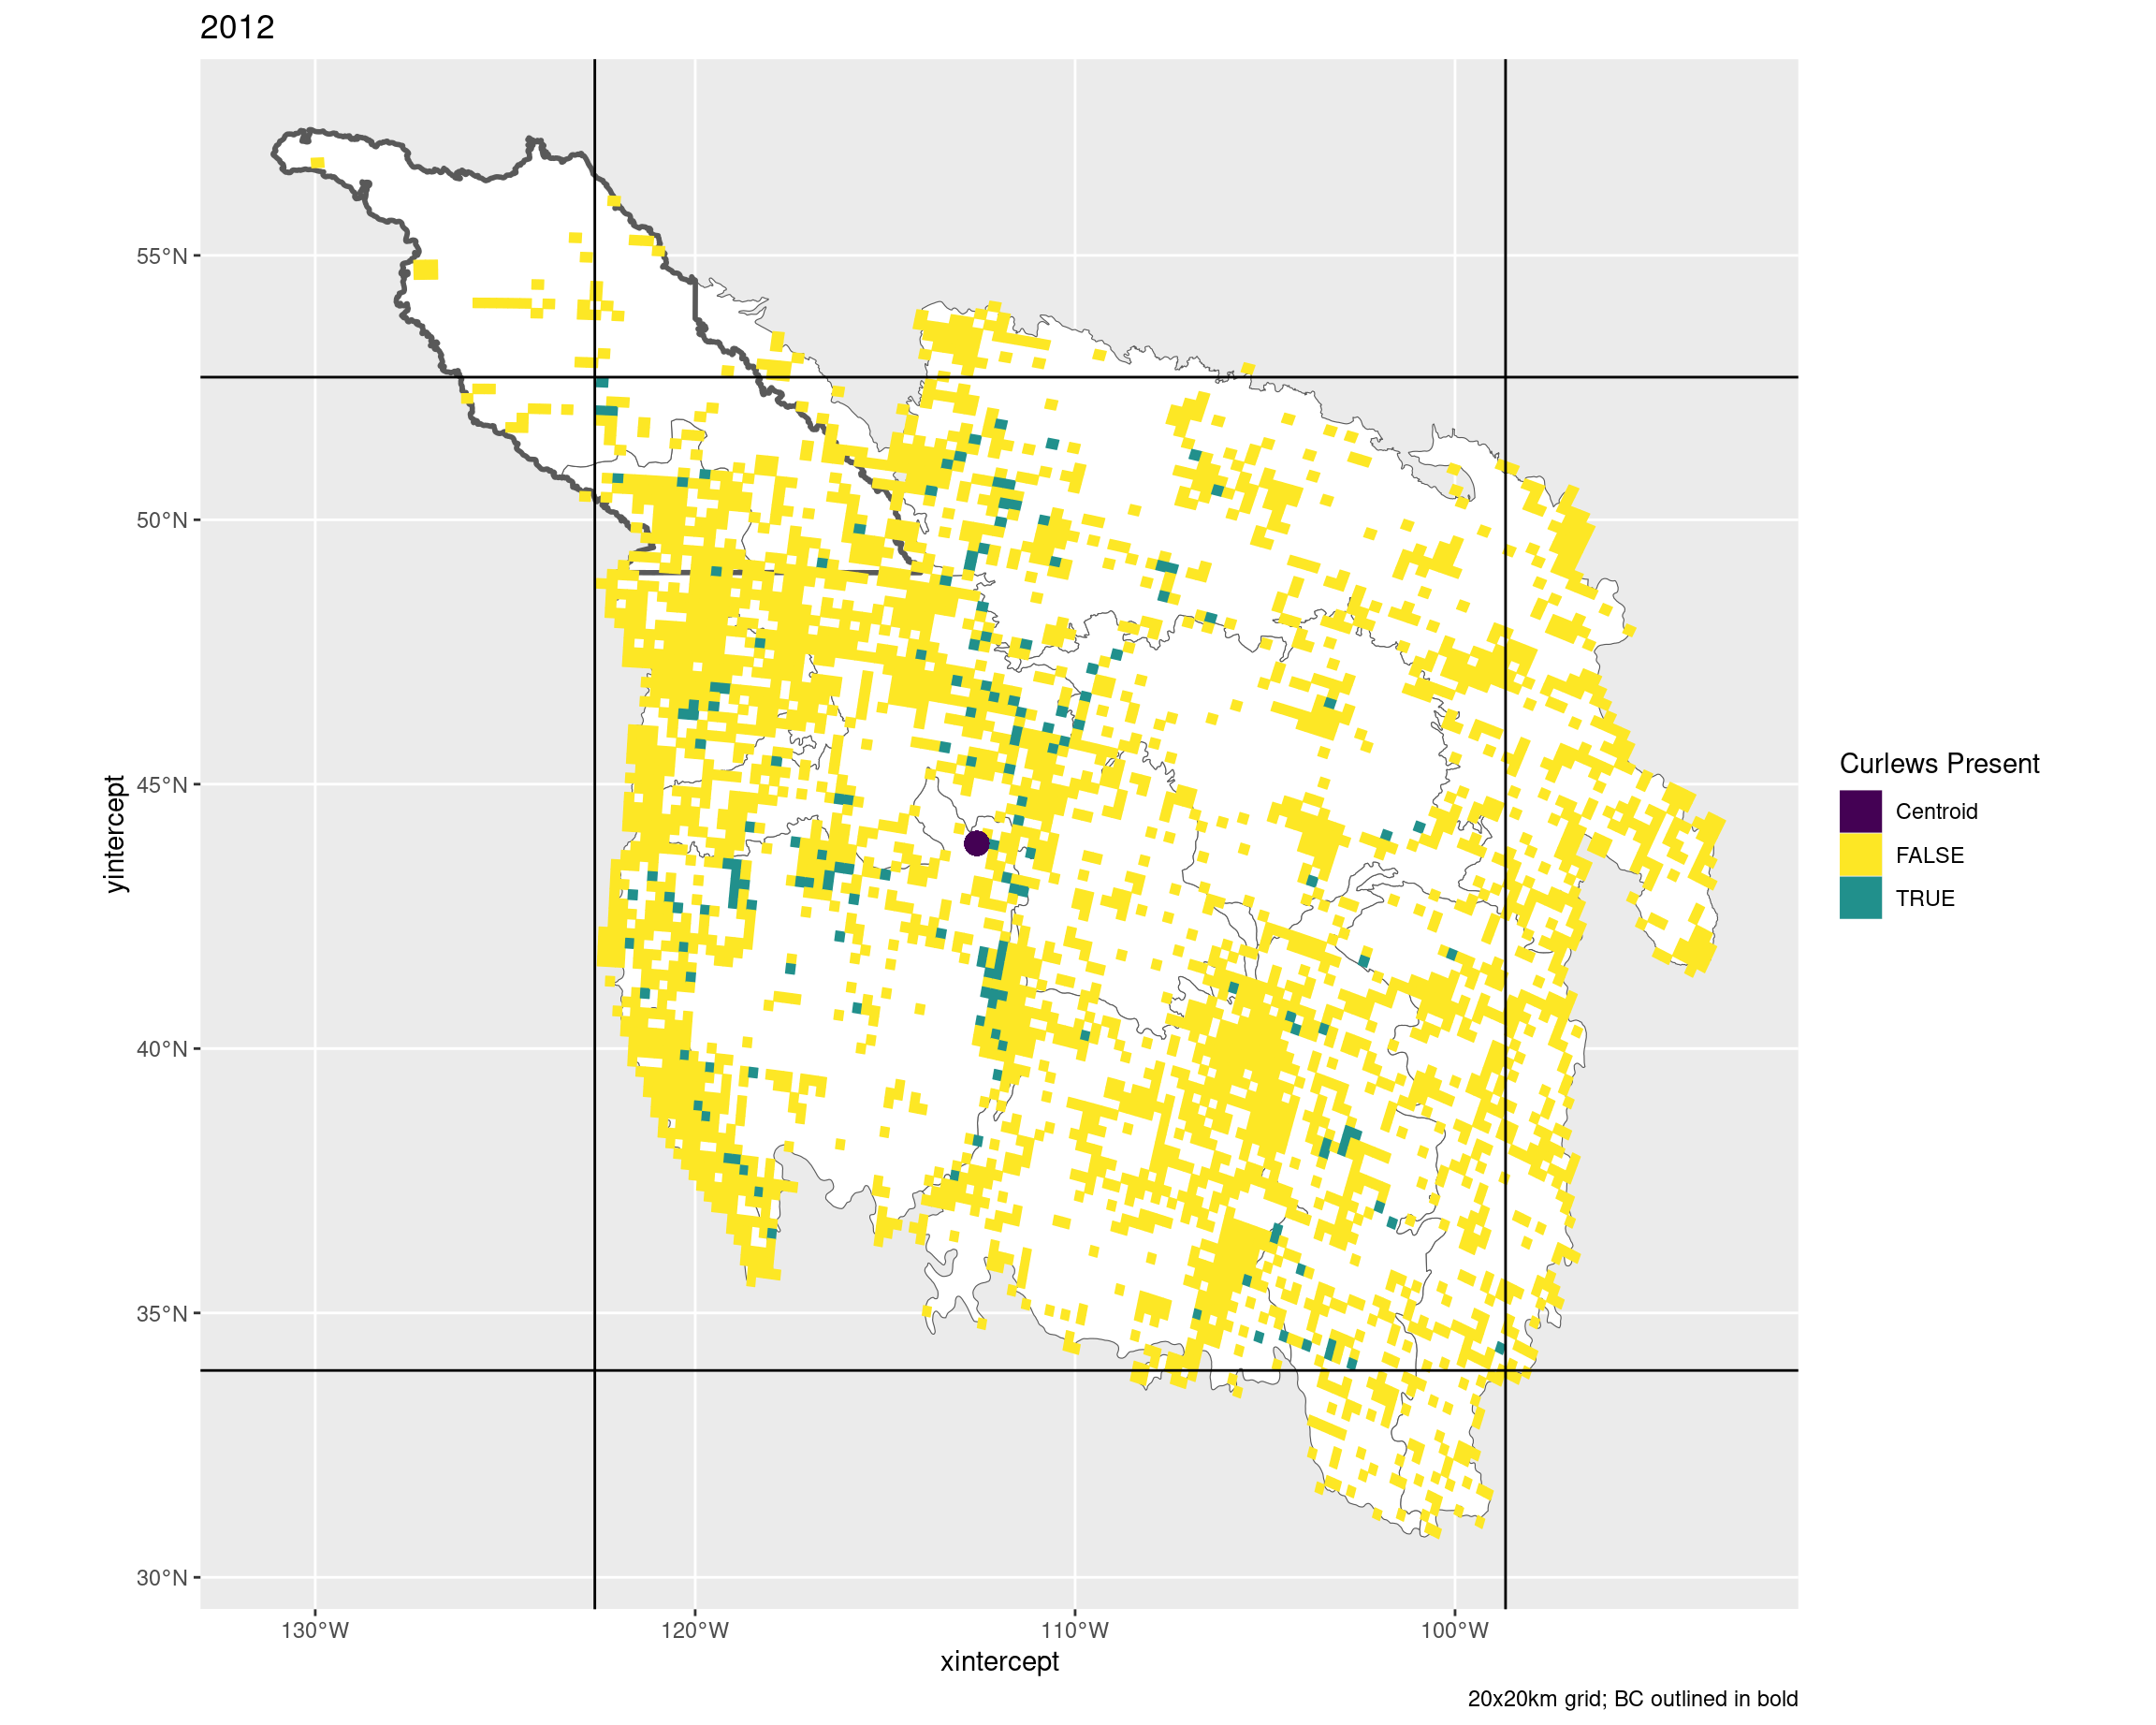 2012
55°N
50°N
45°N
40°N
35°N
30°N
yintercept
130°W
120°W
110°W
100°W
xintercept
Curlews Present
Centroid
FALSE
TRUE
20x20km grid; BC outlined in bold